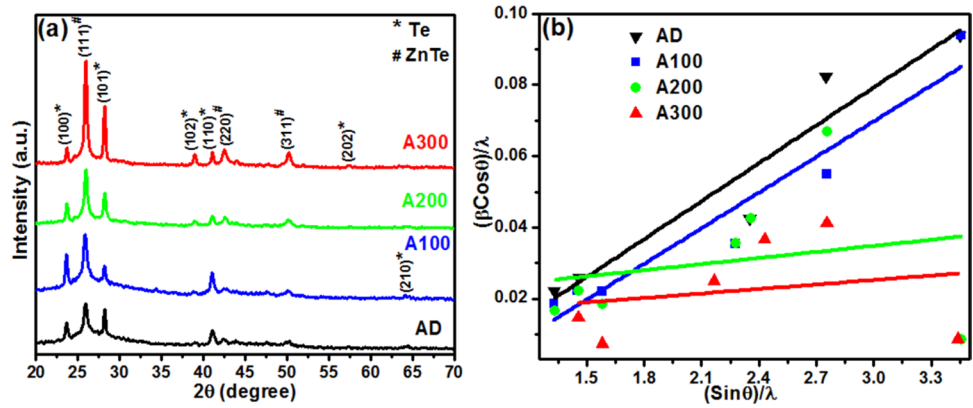 (a)
* Te
# ZnTe
(100)*
(111)#
(101)*
(102)*
(110)*
(220)#
(311)#
(202)*
A300
A200
A100
(210)*
AD
Intensity (a.u.)
20 25 30 35 40 45 50 55 60 65 70
2θ (degree)
(b)
AD
A100
A200
A300
0.10
0.08
0.06
0.04
0.02
(βCosθ)/λ
1.5 1.8 2.1 2.4 2.7 3.0 3.3
(Sinθ)/λ